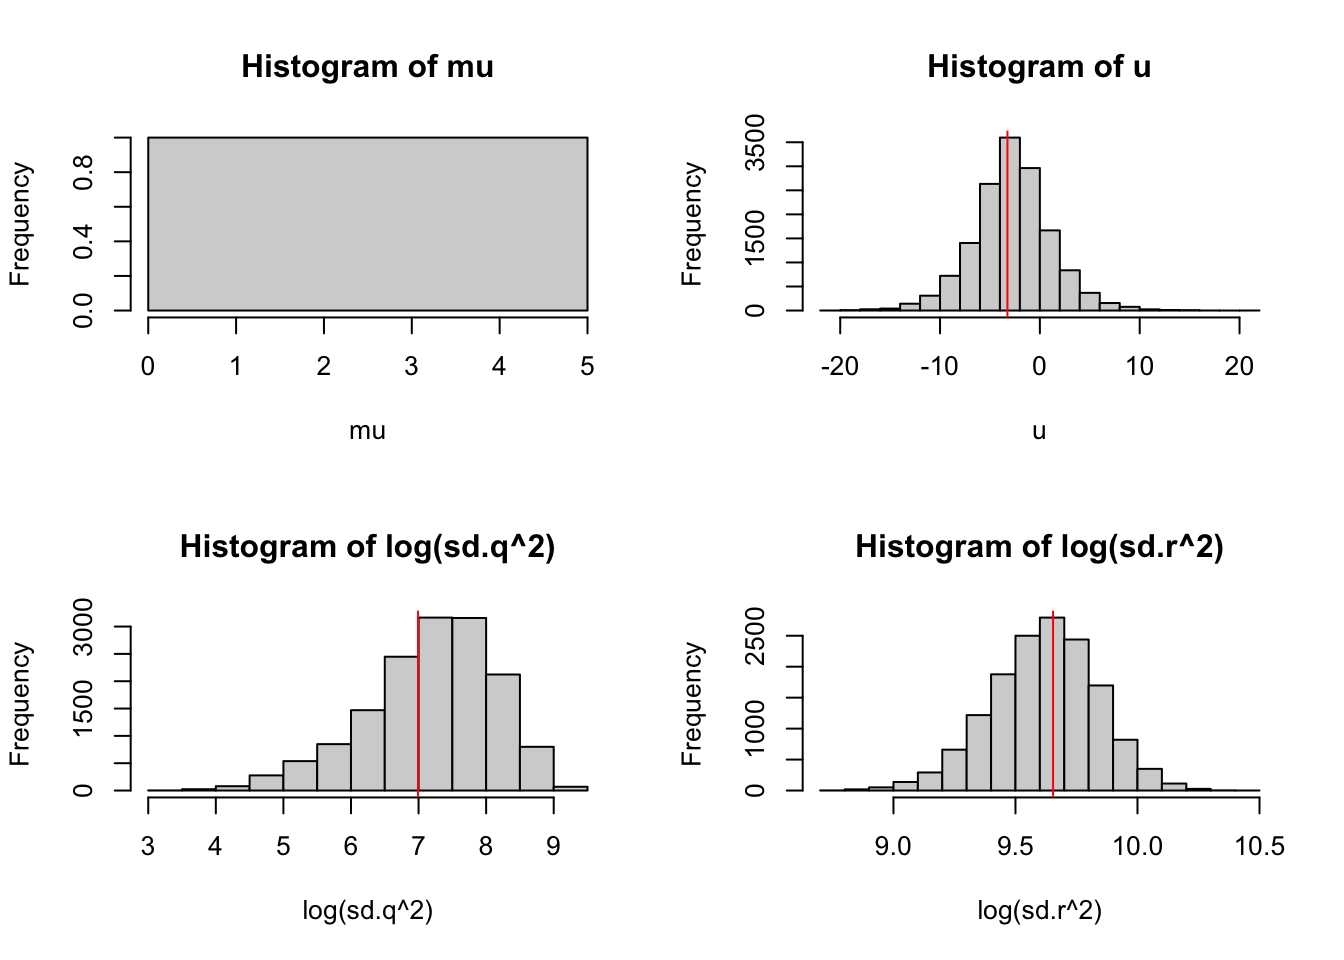 Histogram of mu
Frequency
0.0 0.4 0.8
0 1 2 3 4 5
mu
Histogram of u
Frequency
0 1500 3500
-20 -10 0 10 20
u
Histogram of log(sd.q^2)
Frequency
0 1500 3000
3 4 5 6 7 8 9
log(sd.q^2)
Histogram of log(sd.r^2)
Frequency
0 1000 2500
9.0 9.5 10.0 10.5
log(sd.r^2)